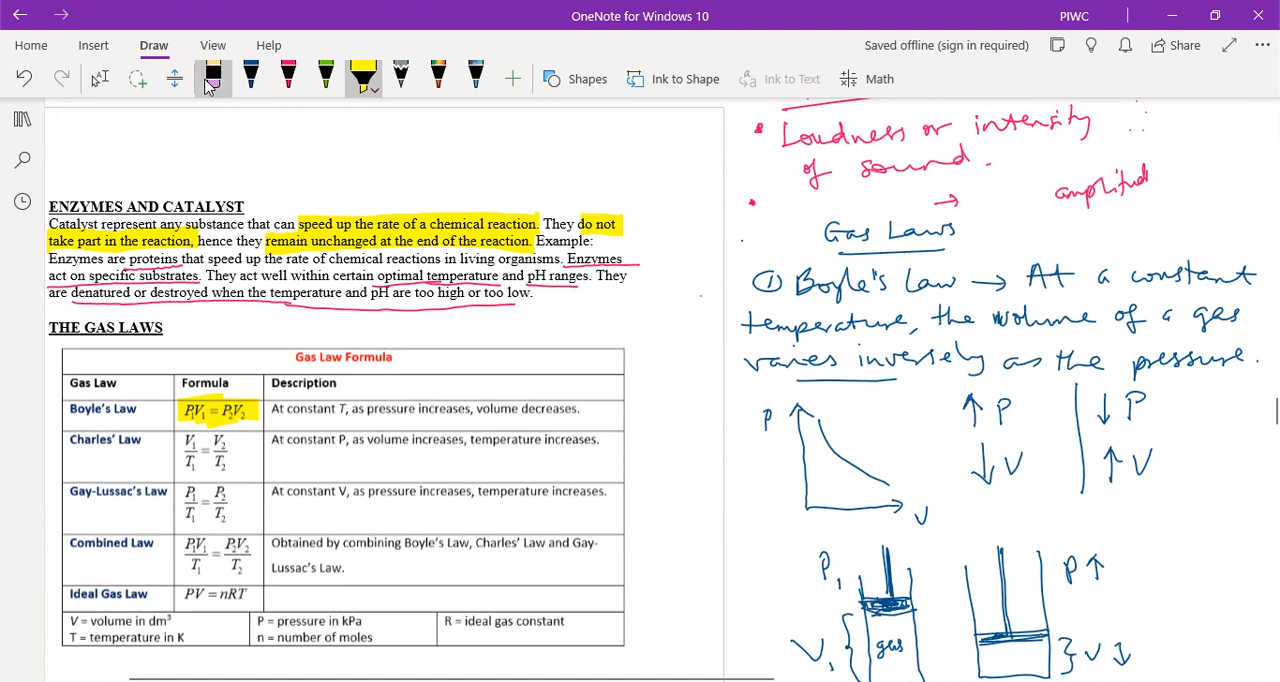 OneNote for Windows 10
PIWC
Home Insert Draw View Help
Saved offline (sign in required)
Share
Shapes
Ink to Shape
Ink to Text
Math
ENZYMES AND CATALYST
Catalyst represent any substance that can speed up the rate of a chemical reaction. They do not
take part in the reaction, hence they remain unchanged at the end of the reaction. Example:
Enzymes are proteins that speed up the rate of chemical reactions in living organisms. Enzymes
act on specific substrates. They act well within certain optimal temperature and pH ranges. They
are denatured or destroyed when the temperature and pH are too high or too low.
THE GAS LAWS
Gas Law Formula
Gas Law Formula Description
Boyle's Law P₁V₁ = P₂V₂ At constant T, as pressure increases, volume decreases.
Charles' Law V₁/T₁ = V₂/T₂ At constant P, as volume increases, temperature increases.
Gay-Lussac's Law P₁/T₁ = P₂/T₂ At constant V, as pressure increases, temperature increases.
Combined Law P₁V₁/T₁ = P₂V₂/T₂ Obtained by combining Boyle's Law, Charles' Law and Gay-
Lussac's Law.
Ideal Gas Law PV = nRT
V = volume in dm³ P = pressure in kPa R = ideal gas constant
T = temperature in K n = number of moles
• Loudness or intensity
of sound.
• → amplitud
Gas Laws
① Boyle's Law → At a constant
temperature, the volume of a gas
varies inversely as the pressure.
P
V
↑ P ↓ P
↓ V ↑ V
P₁
V₁
gas
P ↑
V ↓